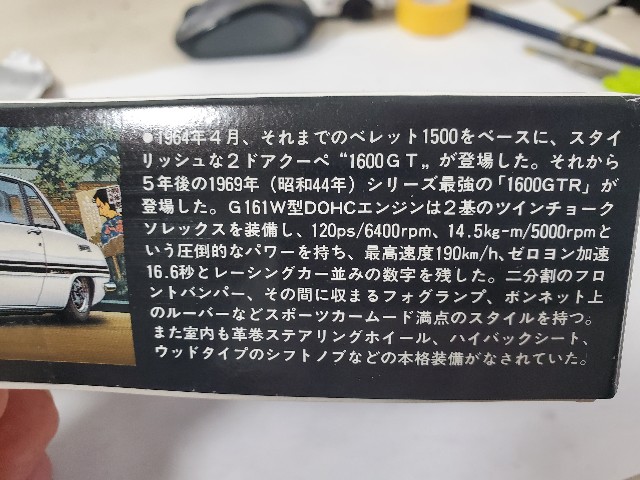 ●1964年４月、それまでのベレット1500をベースに、スタイ
リッシュな２ドアクーペ“1600ＧＴ„が登場した。それから
５年後の1969年（昭和44年）シリーズ最強の「1600GTR」が
登場した。G161W型DOHCエンジンは２基のツインチョーク
ソレックスを装備し、120ps/6400rpm、14.5kg-m/5000rpmと
いう圧倒的なパワーを持ち、最高速度190km/h、ゼロヨン加速
16.6秒とレーシングカー並みの数字を残した。二分割のフロ
ントバンパー、その間に収まるフォグランプ、ボンネット上
のルーバーなどスポーツカームード満点のスタイルを持つ。
また室内も革巻ステアリングホイール、ハイバックシート、
ウッドタイプのシフトノブなどの本格装備がなされていた。